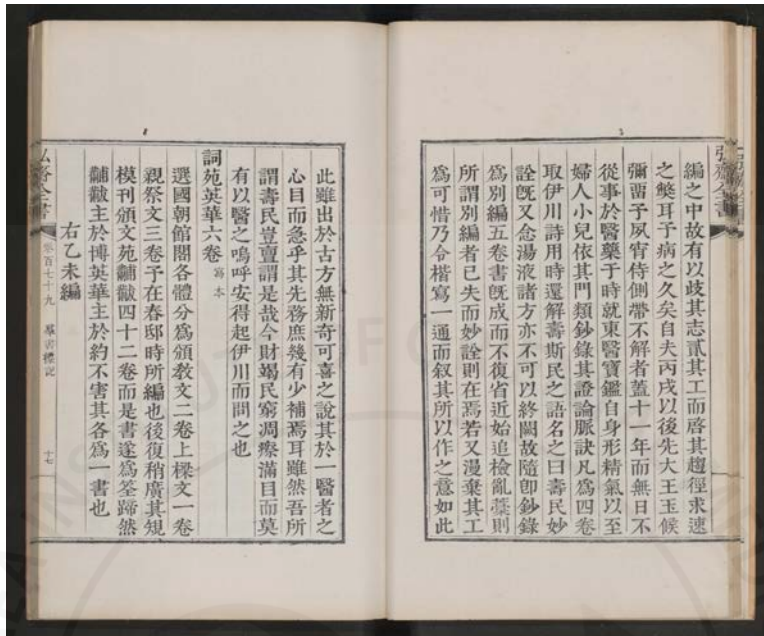 弘齋全書
編之中故有以歧其志貳其工而啓其趨徑求速
之獘耳予病之久矣自夫丙戌以後先大王玉候
彌留予夙宵侍側帶不解者蓋十一年而無日不
從事於醫藥于時就東醫寶鑑自身形精氣以至
婦人小兒依其門類鈔錄其證論脈訣凡爲四卷
取伊川詩用時還解壽斯民之語名之曰壽民妙
詮旣又念湯液諸方亦不可以終闕故隨卽鈔錄
爲別編五卷書旣成而不復省近始追檢亂藁則
所謂別編者已失而妙詮則在焉若又漫棄其工
爲可惜乃令楷寫一通而叙其所以作之意如此
此雖出於古方無新奇可喜之說其於一醫者之
心目而急乎其先務庶幾有少補焉耳雖然吾所
謂壽民豈亶謂是哉今財竭民窮凋瘵滿目而莫
有以醫之嗚呼安得起伊川而問之也
詞苑英華六卷 寫本
選國朝館閣各體分爲頒敎文二卷上樑文一卷
親祭文三卷予在春邸時所編也後復稍廣其䂓
模刊頒文苑黼黻四十二卷而是書遂爲筌蹄然
黼黻主於博英華主於約不害其各爲一書也
右乙未編
弘齋全書 卷百七十九 羣書標記 十七